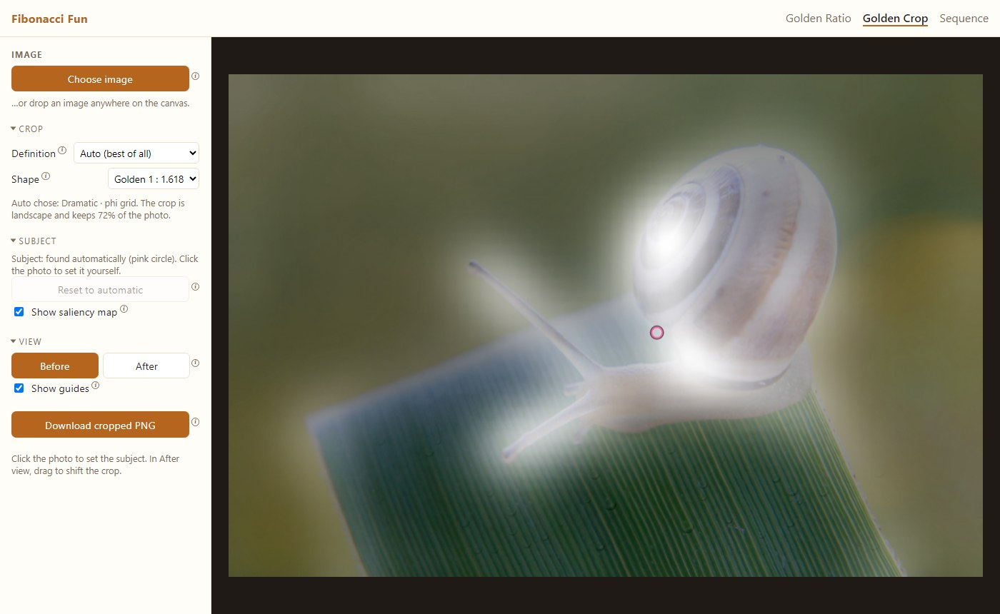 Fibonacci Fun
Golden Ratio
Golden Crop
Sequence
IMAGE
Choose image
...or drop an image anywhere on the canvas.
CROP
Definition
Auto (best of all)
Shape
Golden 1 : 1.618
Auto chose: Dramatic · phi grid. The crop is
landscape and keeps 72% of the photo.
SUBJECT
Subject: found automatically (pink circle). Click
the photo to set it yourself.
Reset to automatic
Show saliency map
VIEW
Before
After
Show guides
Download cropped PNG
Click the photo to set the subject. In After
view, drag to shift the crop.